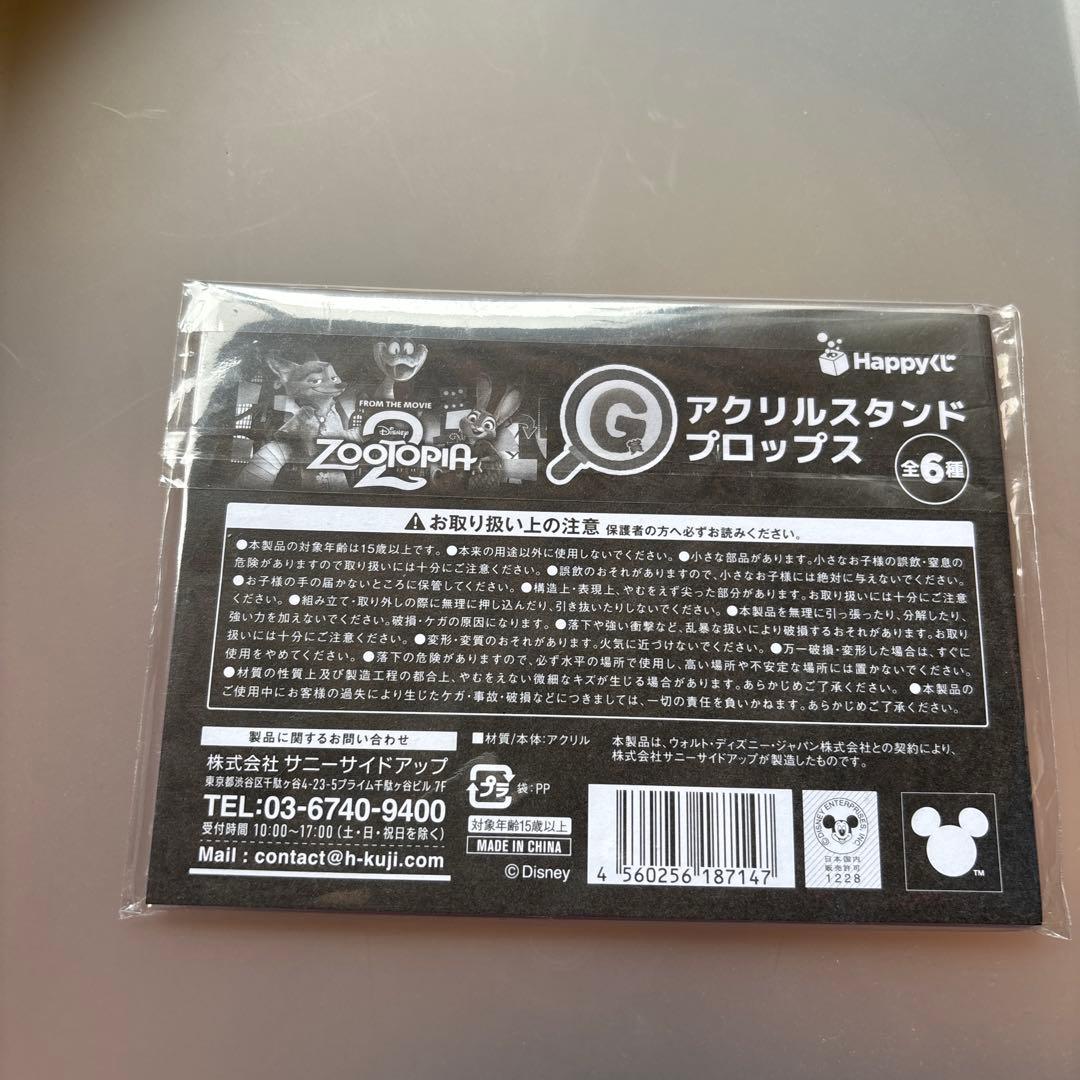 Happyくじ
FROM THE MOVIE
Disney
ZOOTOPIA
2
G
賞
アクリルスタンド
プロップス
全6種
お取り扱い上の注意 保護者の方へ必ずお読みください。
●本製品の対象年齢は15歳以上です。●本来の用途以外に使用しないでください。●小さな部品があります。小さなお子様の誤飲・窒息の
危険がありますので取り扱いには十分にご注意ください。●誤飲のおそれがありますので、小さなお子様には絶対に与えないでください。
●お子様の手の届かないところに保管してください。●構造上・表現上、やむをえず尖った部分があります。お取り扱いには十分にご注意
ください。●組み立て・取り外しの際に無理に押し込んだり、引き抜いたりしないでください。●本製品を無理に引っ張ったり、分解したり、
強い力を加えないでください。破損・ケガの原因になります。●落下や強い衝撃など、乱暴な扱いにより破損するおそれがあります。お取り
扱いには十分にご注意ください。●変形・変質のおそれがあります。火気に近づけないでください。●万一破損・変形した場合は、すぐに
使用をやめてください。●落下の危険がありますので、必ず水平の場所で使用し、高い場所や不安定な場所には置かないでください。
●材質の性質上及び製造工程の都合上、やむをえない微細なキズが生じる場合があります。あらかじめご了承ください。●本製品の
ご使用中にお客様の過失により生じたケガ・事故・破損などにつきましては、一切の責任を負いかねます。あらかじめご了承ください。
製品に関するお問い合わせ
株式会社 サニーサイドアップ
東京都渋谷区千駄ヶ谷4-23-5プライム千駄ヶ谷ビル 7F
TEL:03-6740-9400
受付時間 10:00〜17:00(土・日・祝日を除く)
Mail : contact@h-kuji.com
■材質/本体:アクリル
プラ 袋:PP
対象年齢15歳以上
MADE IN CHINA
©Disney
本製品は、ウォルト・ディズニー・ジャパン株式会社との契約により、
株式会社サニーサイドアップが製造したものです。
4 560256 187147
©DISNEY ENTERPRISES, INC.
日本国内
販売許可
1228
TM